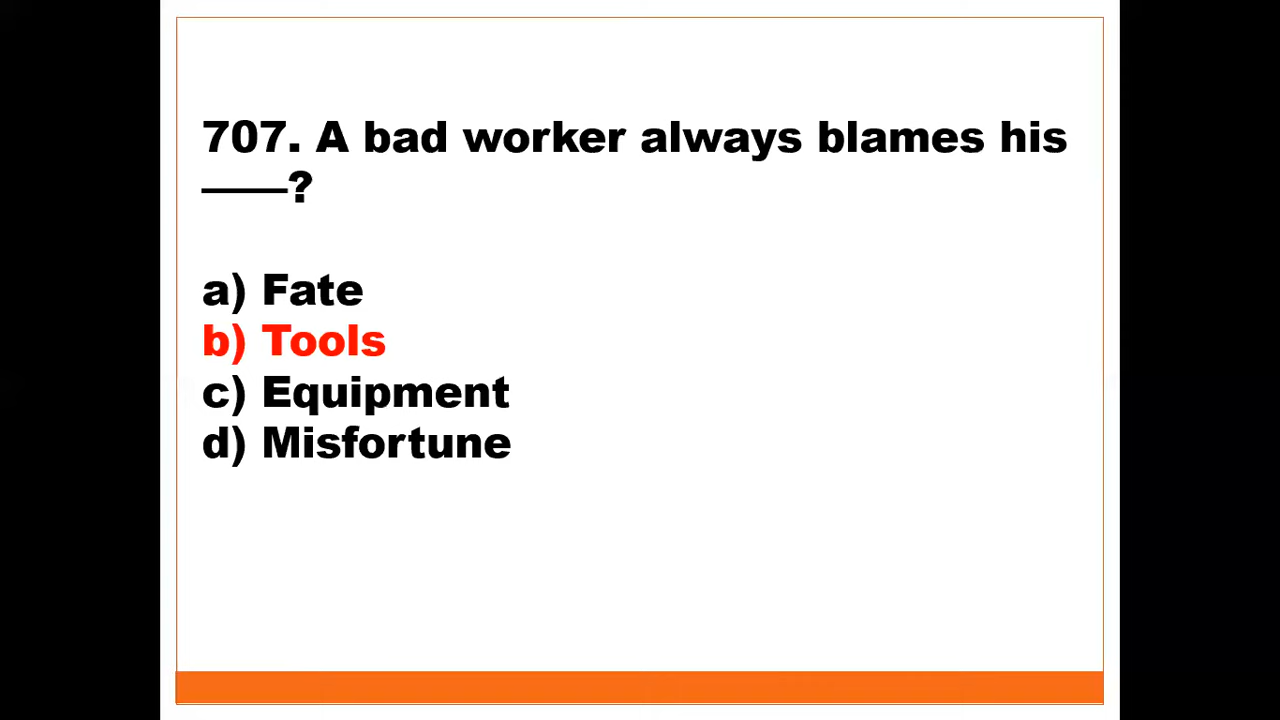 707. A bad worker always blames his
——?
a) Fate
b) Tools
c) Equipment
d) Misfortune